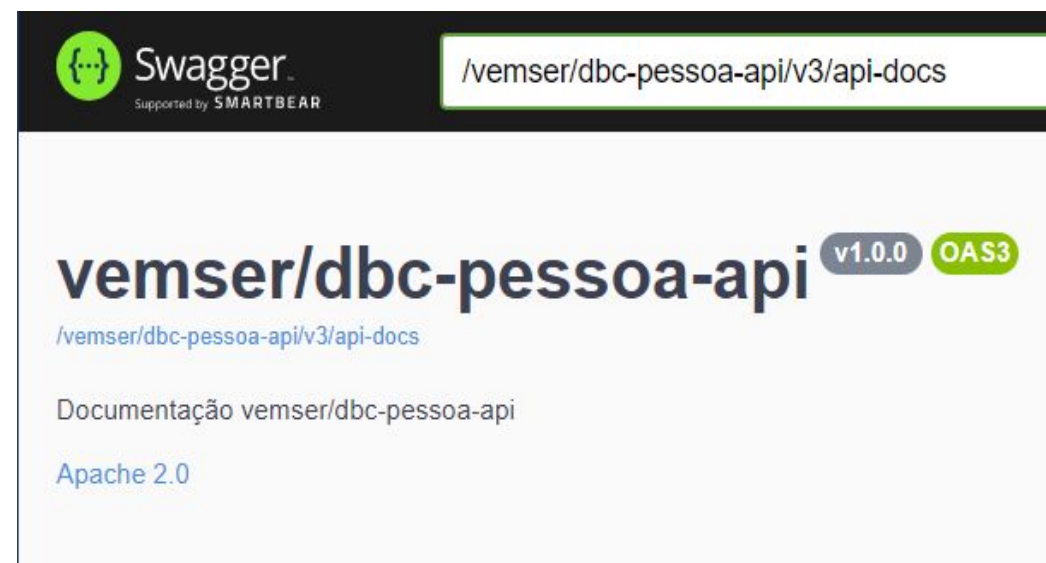 {···} Swagger™
Supported by SMARTBEAR
/vemser/dbc-pessoa-api/v3/api-docs
vemser/dbc-pessoa-api v1.0.0 OAS3
/vemser/dbc-pessoa-api/v3/api-docs
Documentação vemser/dbc-pessoa-api
Apache 2.0